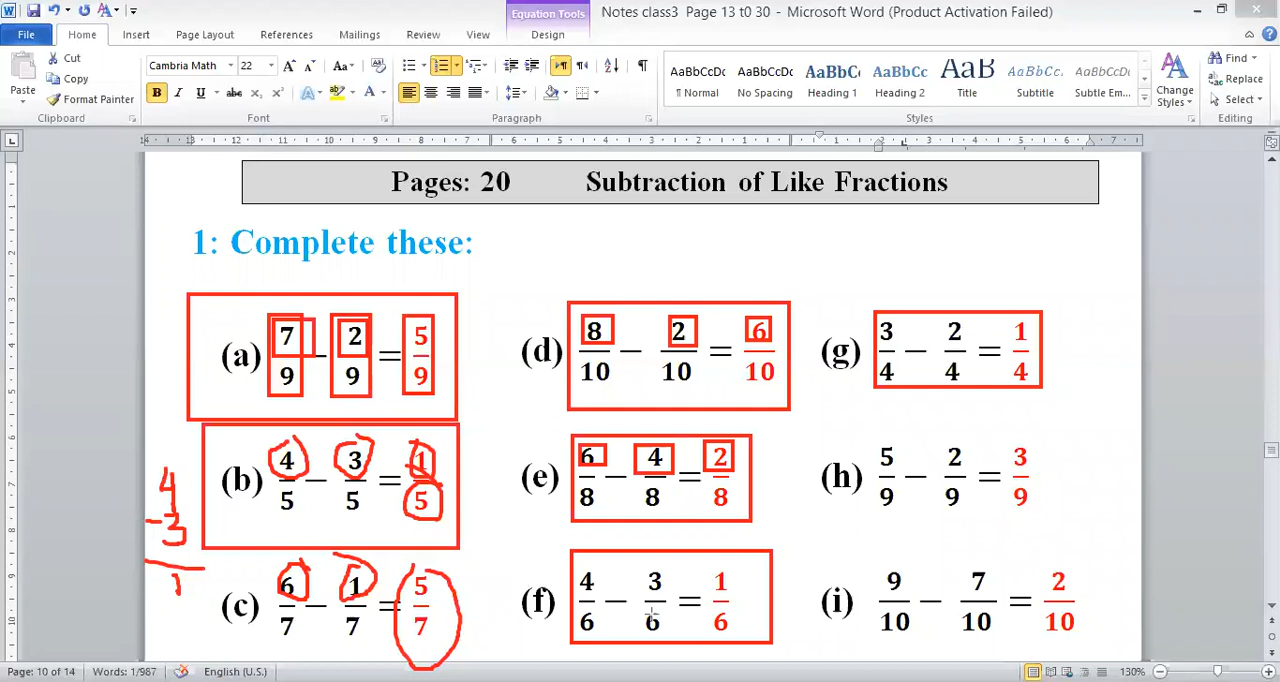 Equation Tools
Notes class3 Page 13 to 30 - Microsoft Word (Product Activation Failed)
File Home Insert Page Layout References Mailings Review View Design
Cut
Copy
Format Painter
Paste
Cambria Math 22
B I U abc x₂ x² A A
AaBbCcDc AaBbCcDc AaBbCc AaBbCc AaB AaBbCc. AaBbCcDc
¶ Normal No Spacing Heading 1 Heading 2 Title Subtitle Subtle Em...
Change Styles
Find
Replace
Select
Clipboard Font Paragraph Styles Editing
Pages: 20 Subtraction of Like Fractions
1: Complete these:
(a) 7/9 − 2/9 = 5/9
(b) 4/5 − 3/5 = 1/5
4
-3
1
(c) 6/7 − 1/7 = 5/7
(d) 8/10 − 2/10 = 6/10
(e) 6/8 − 4/8 = 2/8
(f) 4/6 − 3/6 = 1/6
(g) 3/4 − 2/4 = 1/4
(h) 5/9 − 2/9 = 3/9
(i) 9/10 − 7/10 = 2/10
Page: 10 of 14 Words: 1/987 English (U.S.) 130%